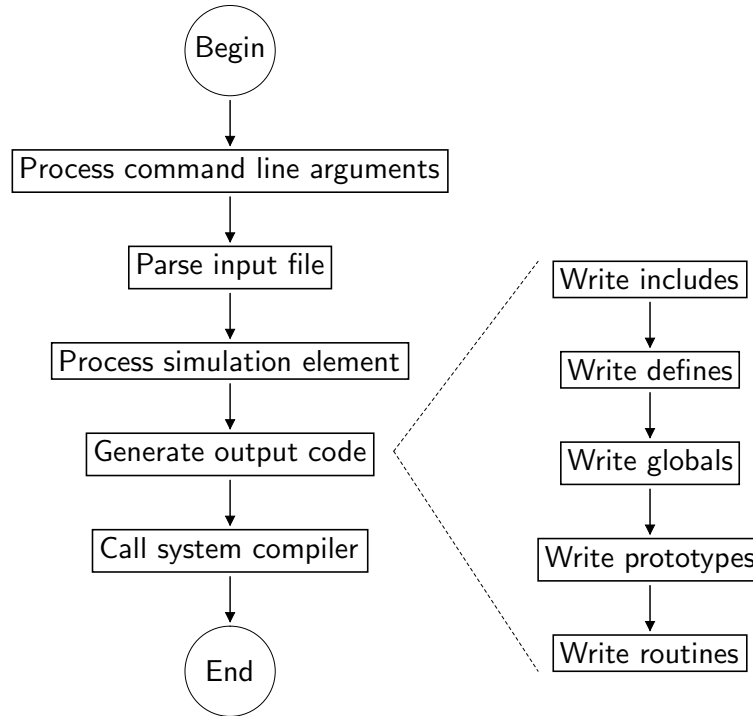 Begin
Process command line arguments
Parse input file
Process simulation element
Generate output code
Call system compiler
End
Write includes
Write defines
Write globals
Write prototypes
Write routines